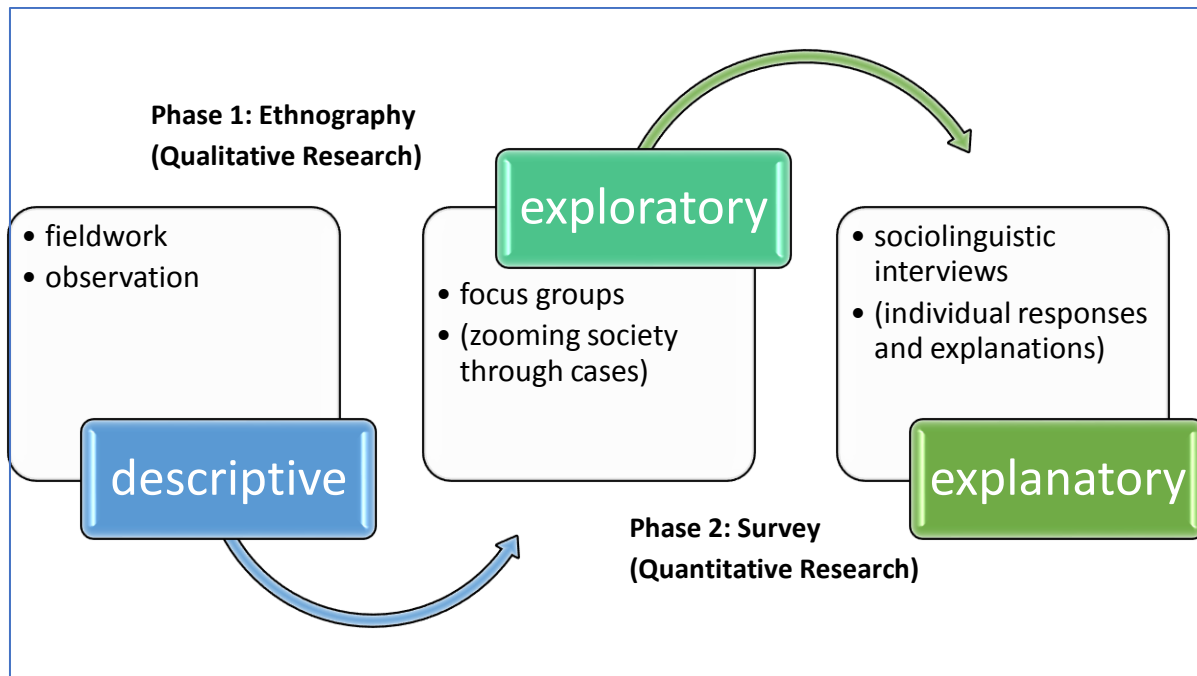 Phase 1: Ethnography
(Qualitative Research)
• fieldwork
• observation
descriptive
exploratory
• focus groups
• (zooming society
through cases)
• sociolinguistic
interviews
• (individual responses
and explanations)
explanatory
Phase 2: Survey
(Quantitative Research)